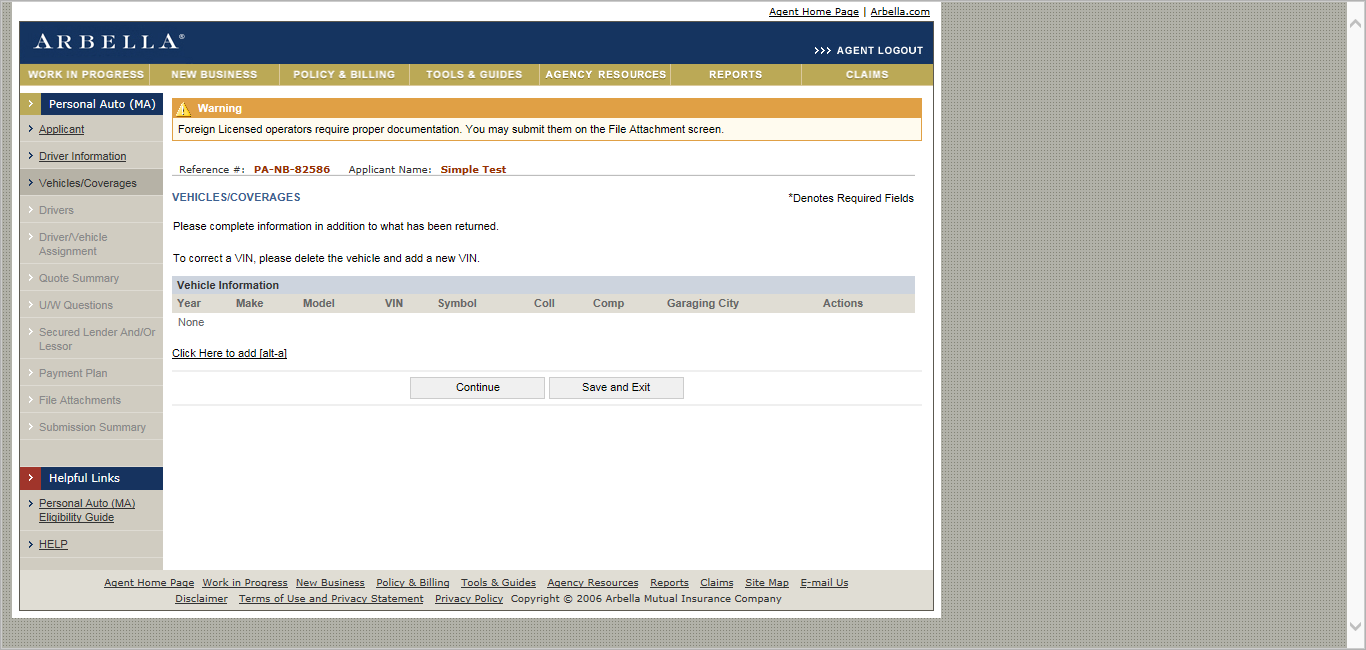 Agent Home Page | Arbella.com
ARBELLA®
>>> AGENT LOGOUT
WORK IN PROGRESS NEW BUSINESS POLICY & BILLING TOOLS & GUIDES AGENCY RESOURCES REPORTS CLAIMS
Personal Auto (MA)
Applicant
Driver Information
Vehicles/Coverages
Drivers
Driver/Vehicle
Assignment
Quote Summary
U/W Questions
Secured Lender And/Or
Lessor
Payment Plan
File Attachments
Submission Summary
Helpful Links
Personal Auto (MA)
Eligibility Guide
HELP
Warning
Foreign Licensed operators require proper documentation. You may submit them on the File Attachment screen.
Reference #: PA-NB-82586 Applicant Name: Simple Test
VEHICLES/COVERAGES
*Denotes Required Fields
Please complete information in addition to what has been returned.
To correct a VIN, please delete the vehicle and add a new VIN.
Vehicle Information
Year Make Model VIN Symbol Coll Comp Garaging City Actions
None
Click Here to add [alt-a]
Continue Save and Exit
Agent Home Page Work in Progress New Business Policy & Billing Tools & Guides Agency Resources Reports Claims Site Map E-mail Us
Disclaimer Terms of Use and Privacy Statement Privacy Policy Copyright © 2006 Arbella Mutual Insurance Company